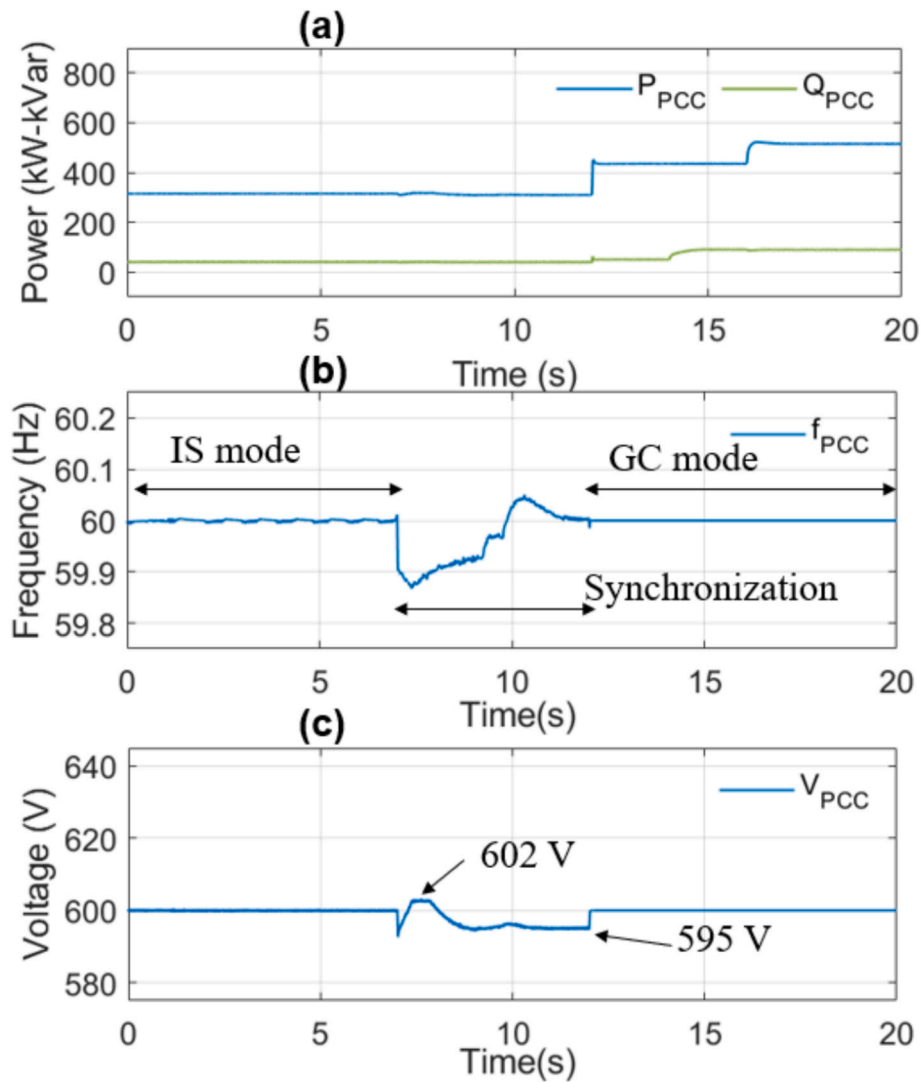 (a)
Power (kW-kVar)
800
600
400
200
0
P_PCC Q_PCC
0 5 10 15 20
Time (s)
(b)
Frequency (Hz)
60.2
60.1
60
59.9
59.8
IS mode
GC mode
f_PCC
Synchronization
0 5 10 15 20
Time(s)
(c)
Voltage (V)
640
620
600
580
V_PCC
602 V
595 V
0 5 10 15 20
Time(s)